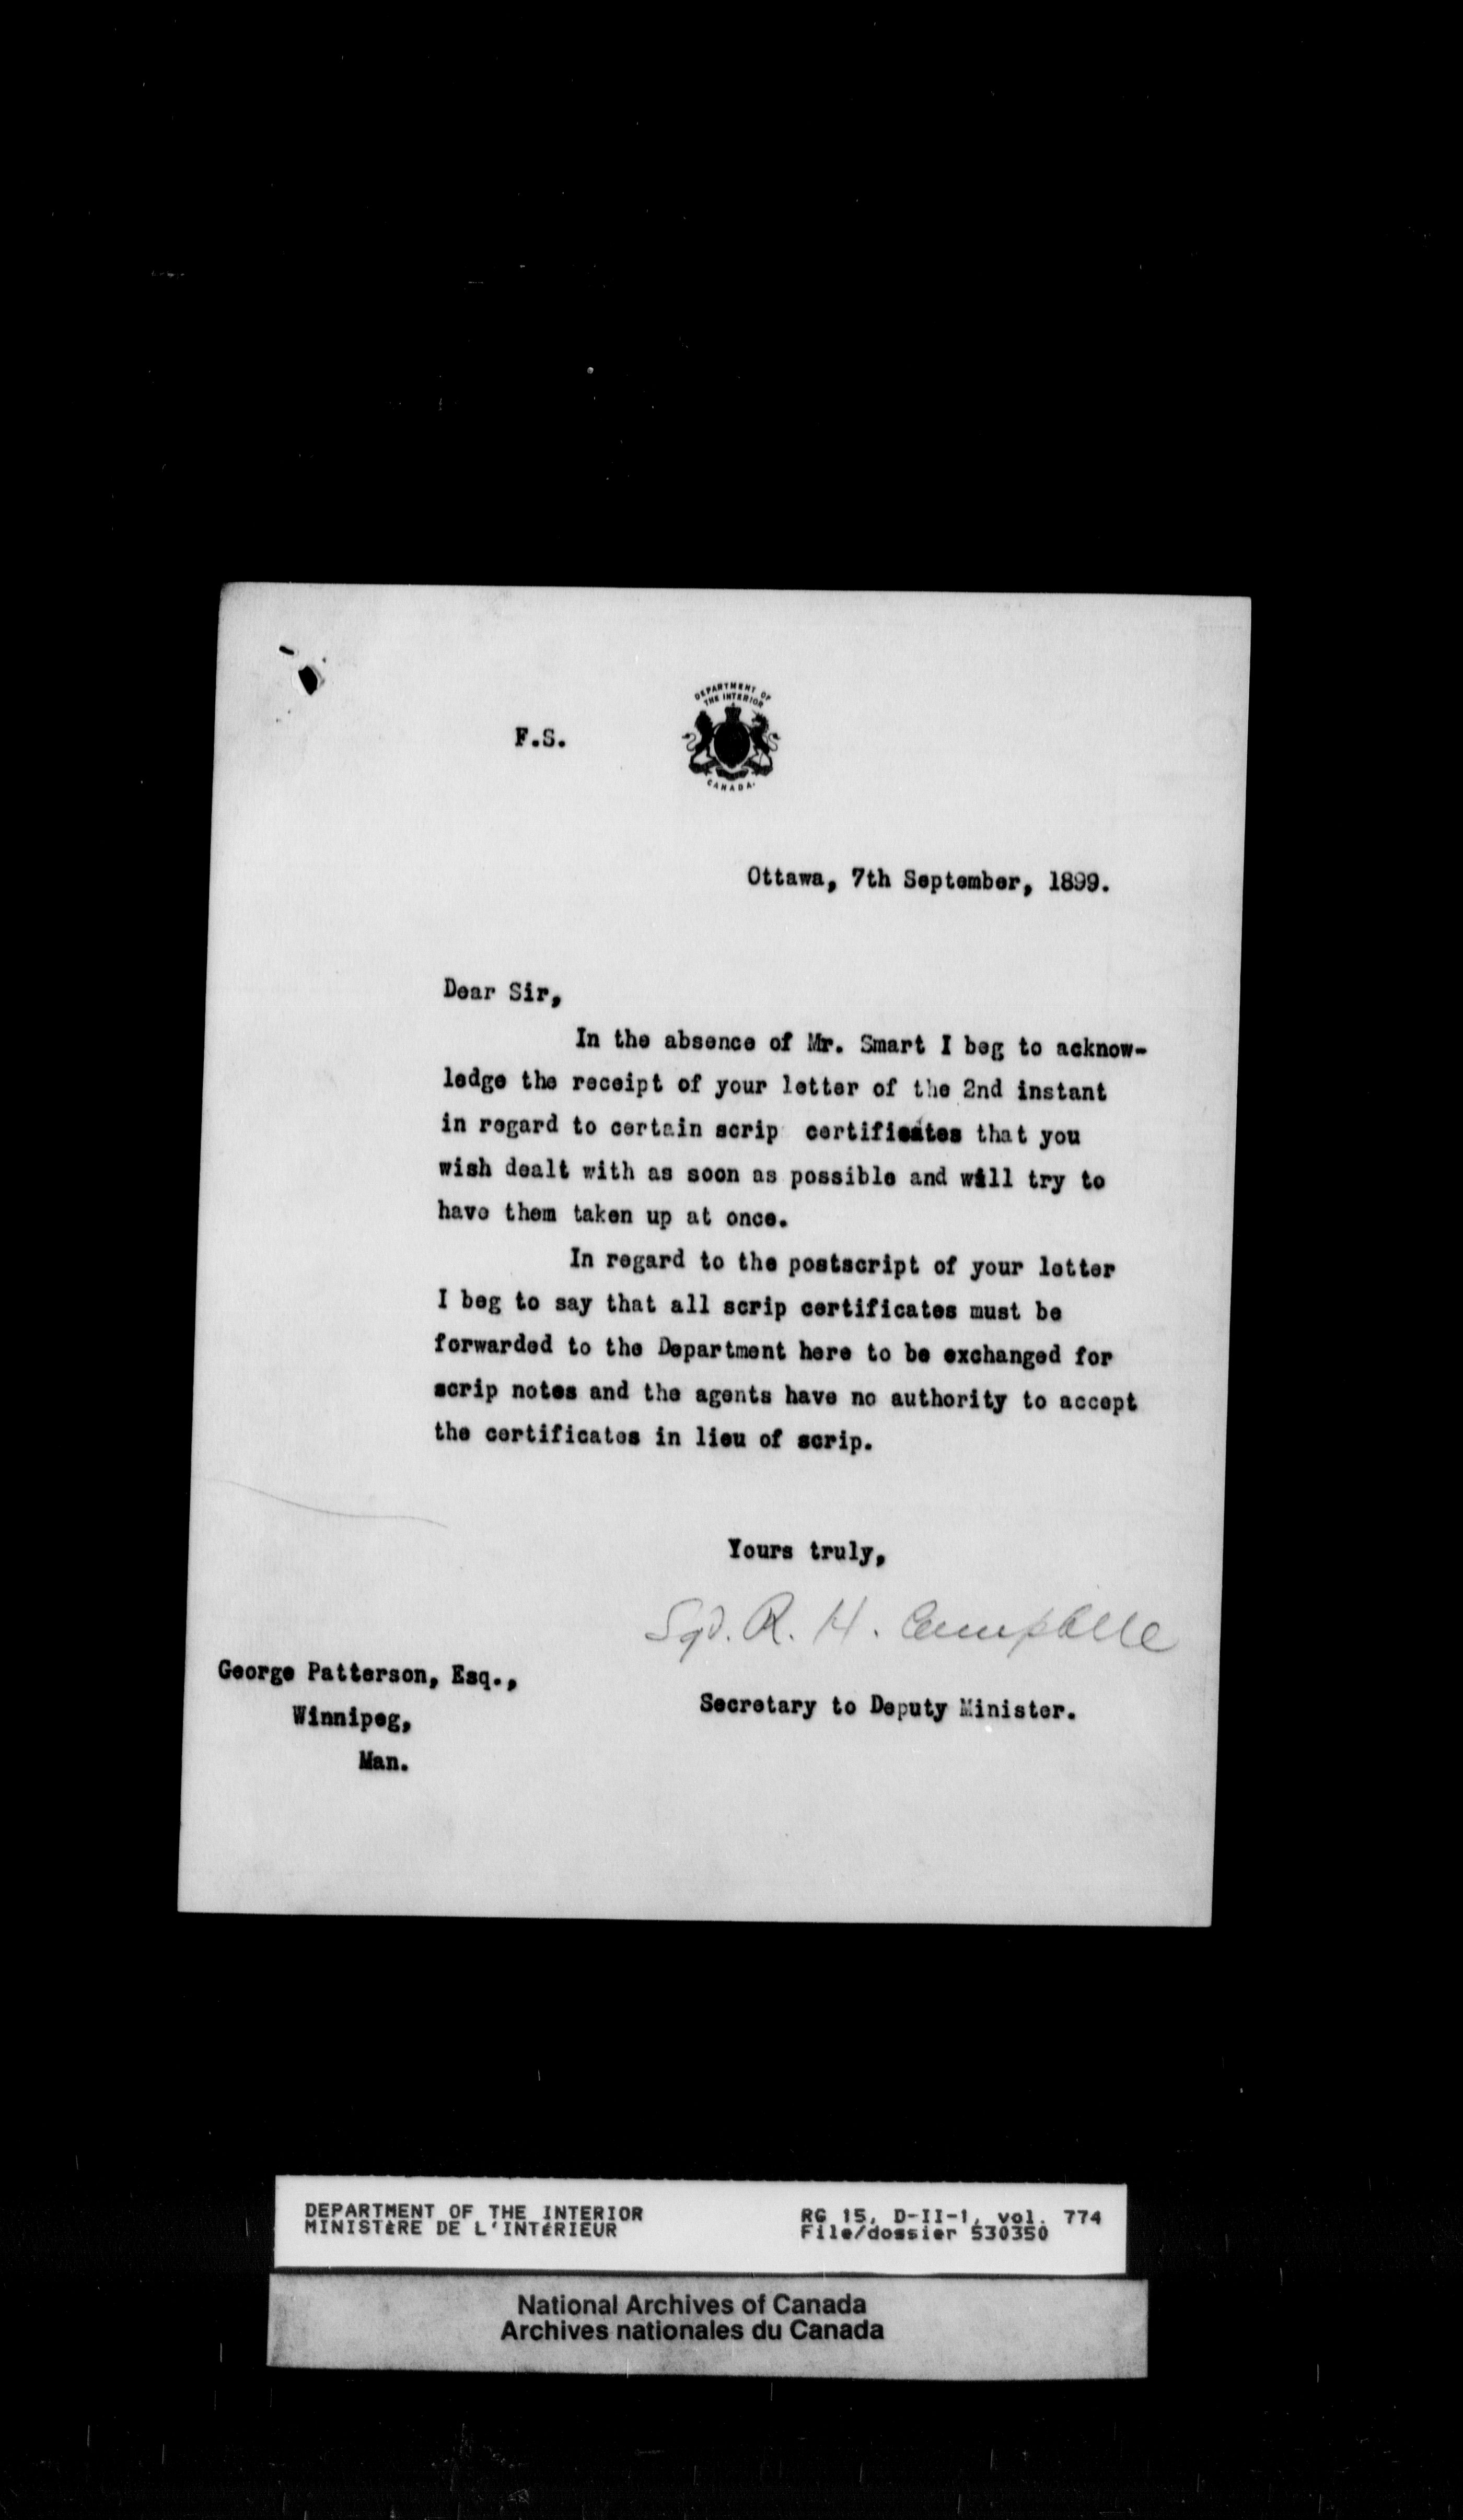 DEPARTMENT OF
THE INTERIOR
F.S.
CANADA.
Ottawa, 7th September, 1899.
Dear Sir,
In the absence of Mr. Smart I beg to acknow-
ledge the receipt of your letter of the 2nd instant
in regard to certain scrip certificates that you
wish dealt with as soon as possible and will try to
have them taken up at once.
In regard to the postscript of your letter
I beg to say that all scrip certificates must be
forwarded to the Department here to be exchanged for
scrip notes and the agents have no authority to accept
the certificates in lieu of scrip.
Yours truly,
Sgd. R. H. Campbell
George Patterson, Esq.,
Secretary to Deputy Minister.
Winnipeg,
Man.
DEPARTMENT OF THE INTERIOR
MINISTÈRE DE L'INTÉRIEUR
RG 15, D-II-1, vol. 774
File/dossier 530350
National Archives of Canada
Archives nationales du Canada